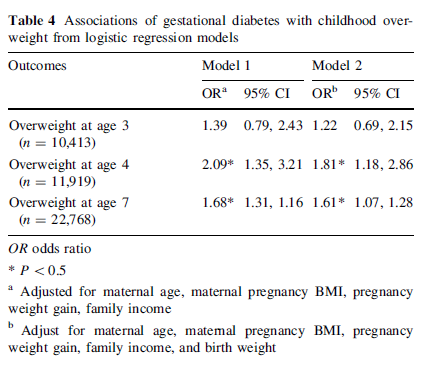 Table 4 Associations of gestational diabetes with childhood over-
weight from logistic regression models
Outcomes Model 1 Model 2
ORa 95% CI ORb 95% CI
Overweight at age 3 1.39 0.79, 2.43 1.22 0.69, 2.15
(n = 10,413)
Overweight at age 4 2.09* 1.35, 3.21 1.81* 1.18, 2.86
(n = 11,919)
Overweight at age 7 1.68* 1.31, 1.16 1.61* 1.07, 1.28
(n = 22,768)
OR odds ratio
* P < 0.5
a Adjusted for maternal age, maternal pregnancy BMI, pregnancy
weight gain, family income
b Adjust for maternal age, maternal pregnancy BMI, pregnancy
weight gain, family income, and birth weight